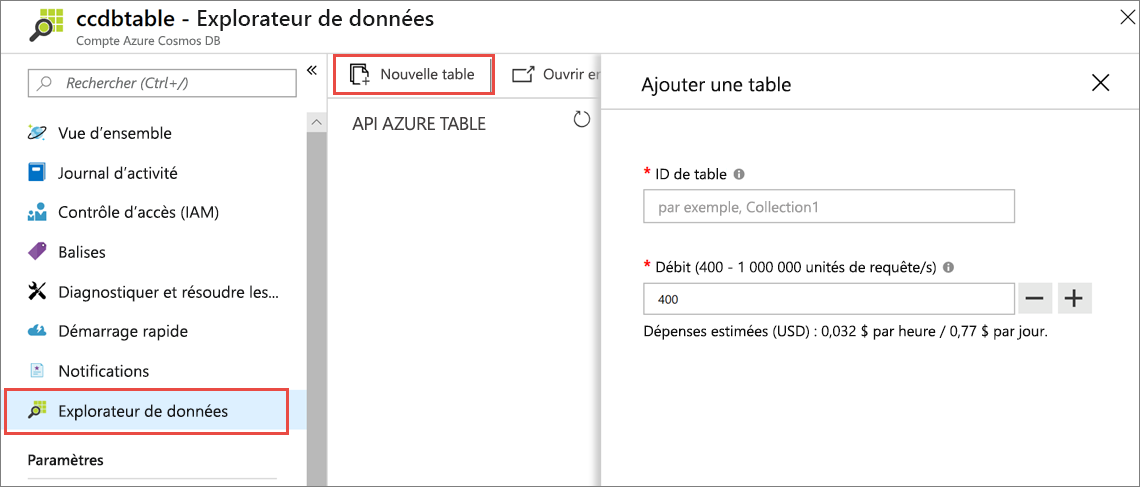 ccdbtable - Explorateur de données
Compte Azure Cosmos DB
Rechercher (Ctrl+/)
Vue d'ensemble
Journal d'activité
Contrôle d'accès (IAM)
Balises
Diagnostiquer et résoudre les...
Démarrage rapide
Notifications
Explorateur de données
Paramètres
Nouvelle table
Ouvrir en
API AZURE TABLE
Ajouter une table
* ID de table
par exemple, Collection1
* Débit (400 - 1 000 000 unités de requête/s)
400
Dépenses estimées (USD) : 0,032 $ par heure / 0,77 $ par jour.